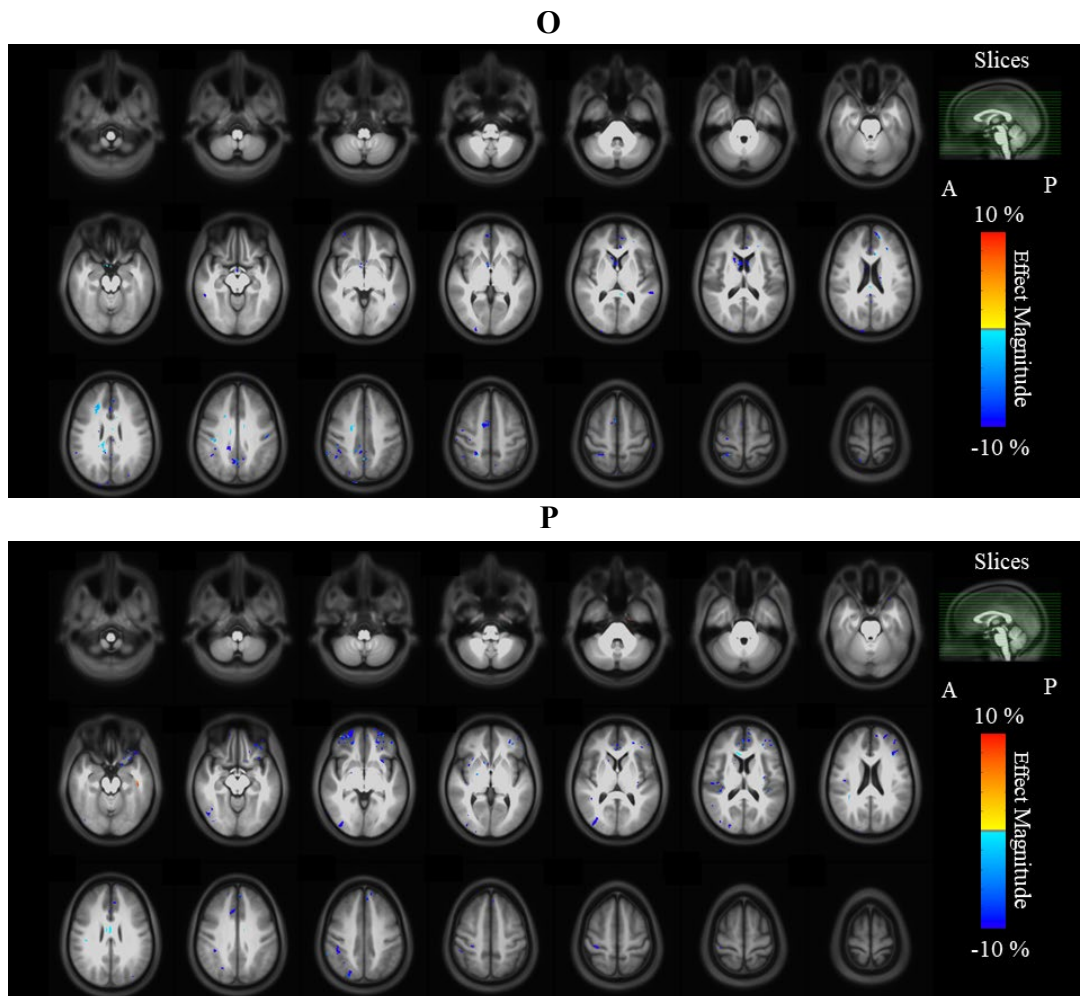 O
Slices
A P
10 %
Effect Magnitude
-10 %
P
Slices
A P
10 %
Effect Magnitude
-10 %